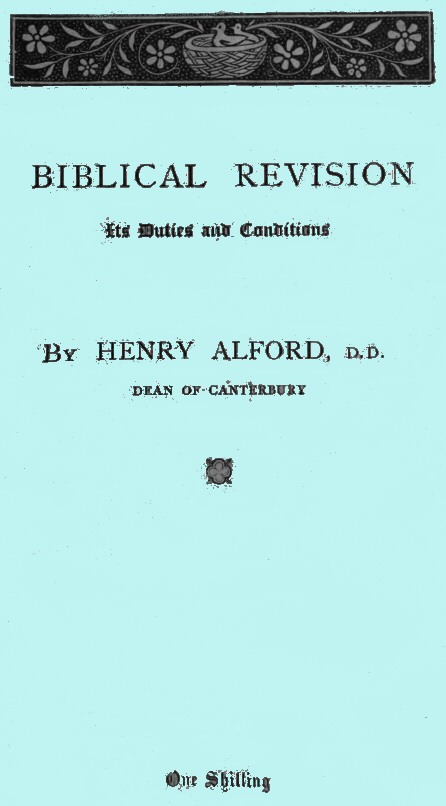 BIBLICAL REVISION
Its Duties and Conditions
By HENRY ALFORD, D.D.
DEAN OF CANTERBURY
One Shilling